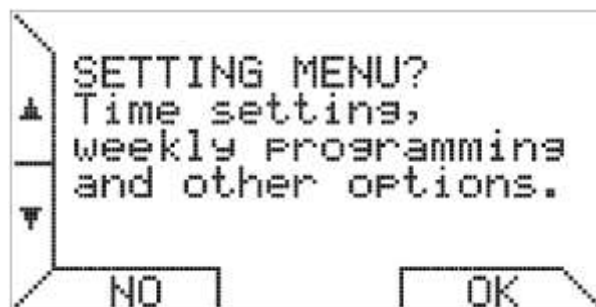 SETTING MENU?
Time setting,
weekly programming
and other options.
NO OK